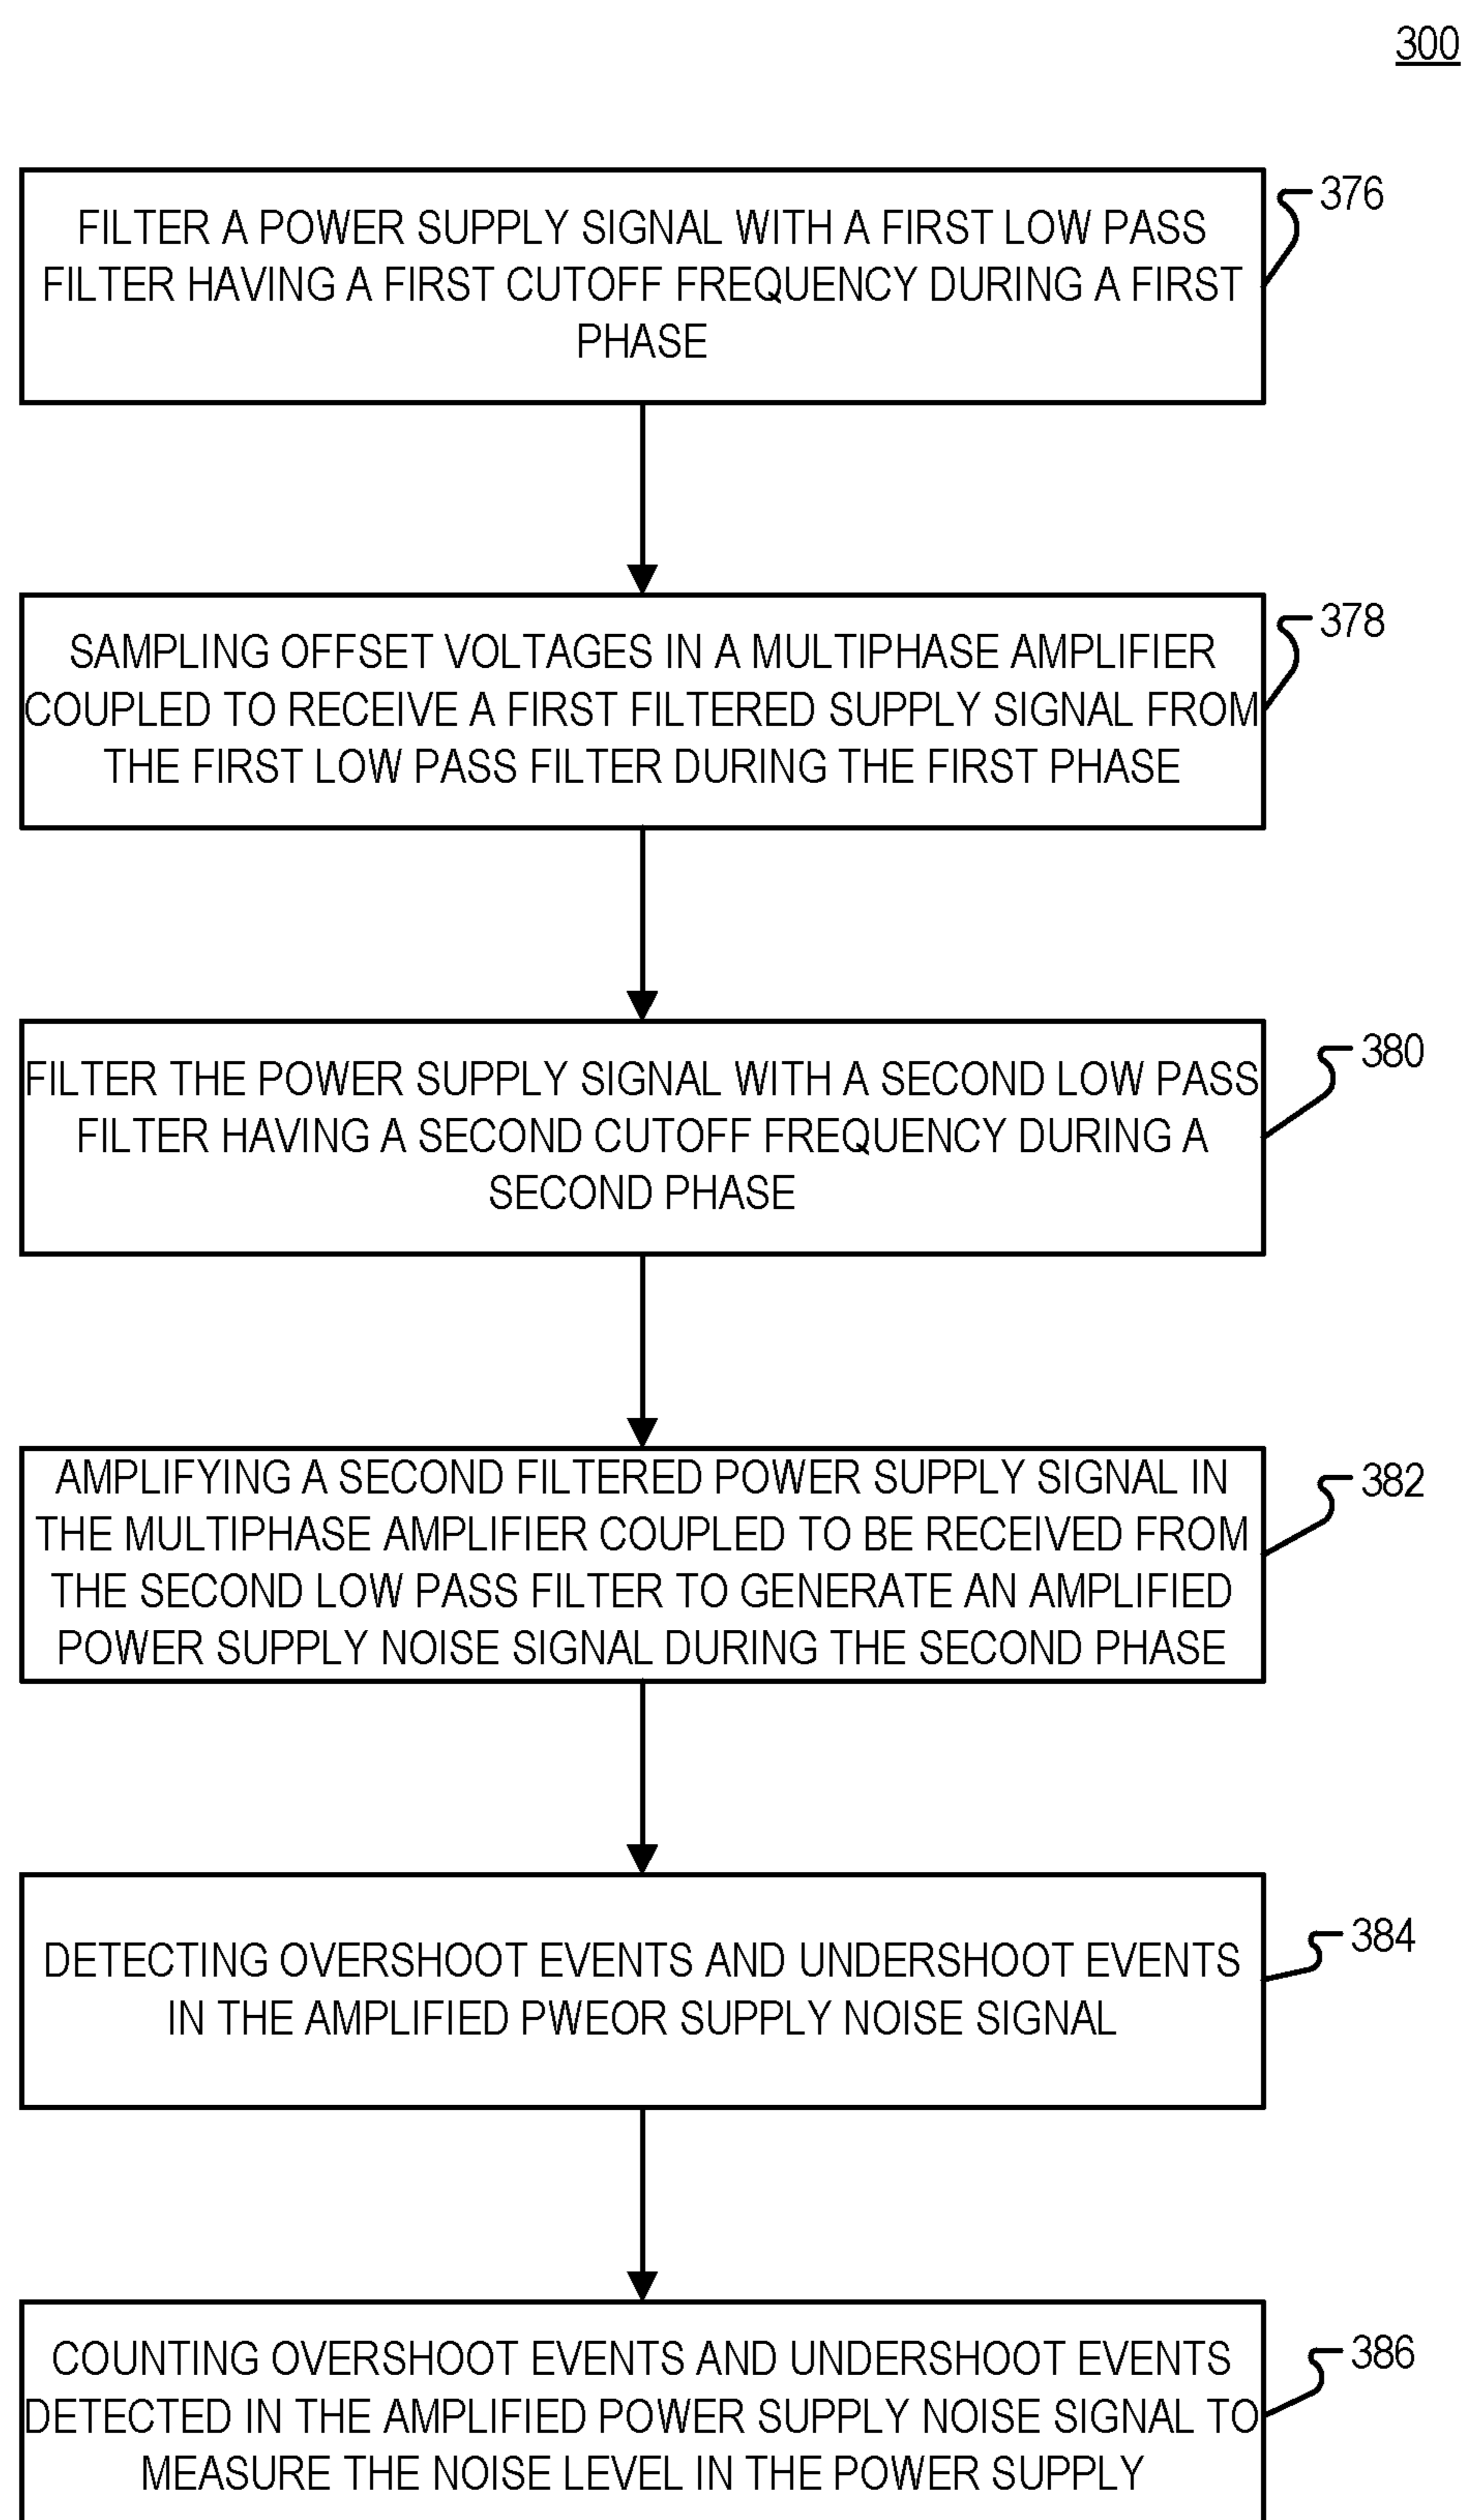 300
FILTER A POWER SUPPLY SIGNAL WITH A FIRST LOW PASS
FILTER HAVING A FIRST CUTOFF FREQUENCY DURING A FIRST
PHASE
376
SAMPLING OFFSET VOLTAGES IN A MULTIPHASE AMPLIFIER
COUPLED TO RECEIVE A FIRST FILTERED SUPPLY SIGNAL FROM
THE FIRST LOW PASS FILTER DURING THE FIRST PHASE
378
FILTER THE POWER SUPPLY SIGNAL WITH A SECOND LOW PASS
FILTER HAVING A SECOND CUTOFF FREQUENCY DURING A
SECOND PHASE
380
AMPLIFYING A SECOND FILTERED POWER SUPPLY SIGNAL IN
THE MULTIPHASE AMPLIFIER COUPLED TO BE RECEIVED FROM
THE SECOND LOW PASS FILTER TO GENERATE AN AMPLIFIED
POWER SUPPLY NOISE SIGNAL DURING THE SECOND PHASE
382
DETECTING OVERSHOOT EVENTS AND UNDERSHOOT EVENTS
IN THE AMPLIFIED PWEOR SUPPLY NOISE SIGNAL
384
COUNTING OVERSHOOT EVENTS AND UNDERSHOOT EVENTS
DETECTED IN THE AMPLIFIED POWER SUPPLY NOISE SIGNAL TO
MEASURE THE NOISE LEVEL IN THE POWER SUPPLY
386